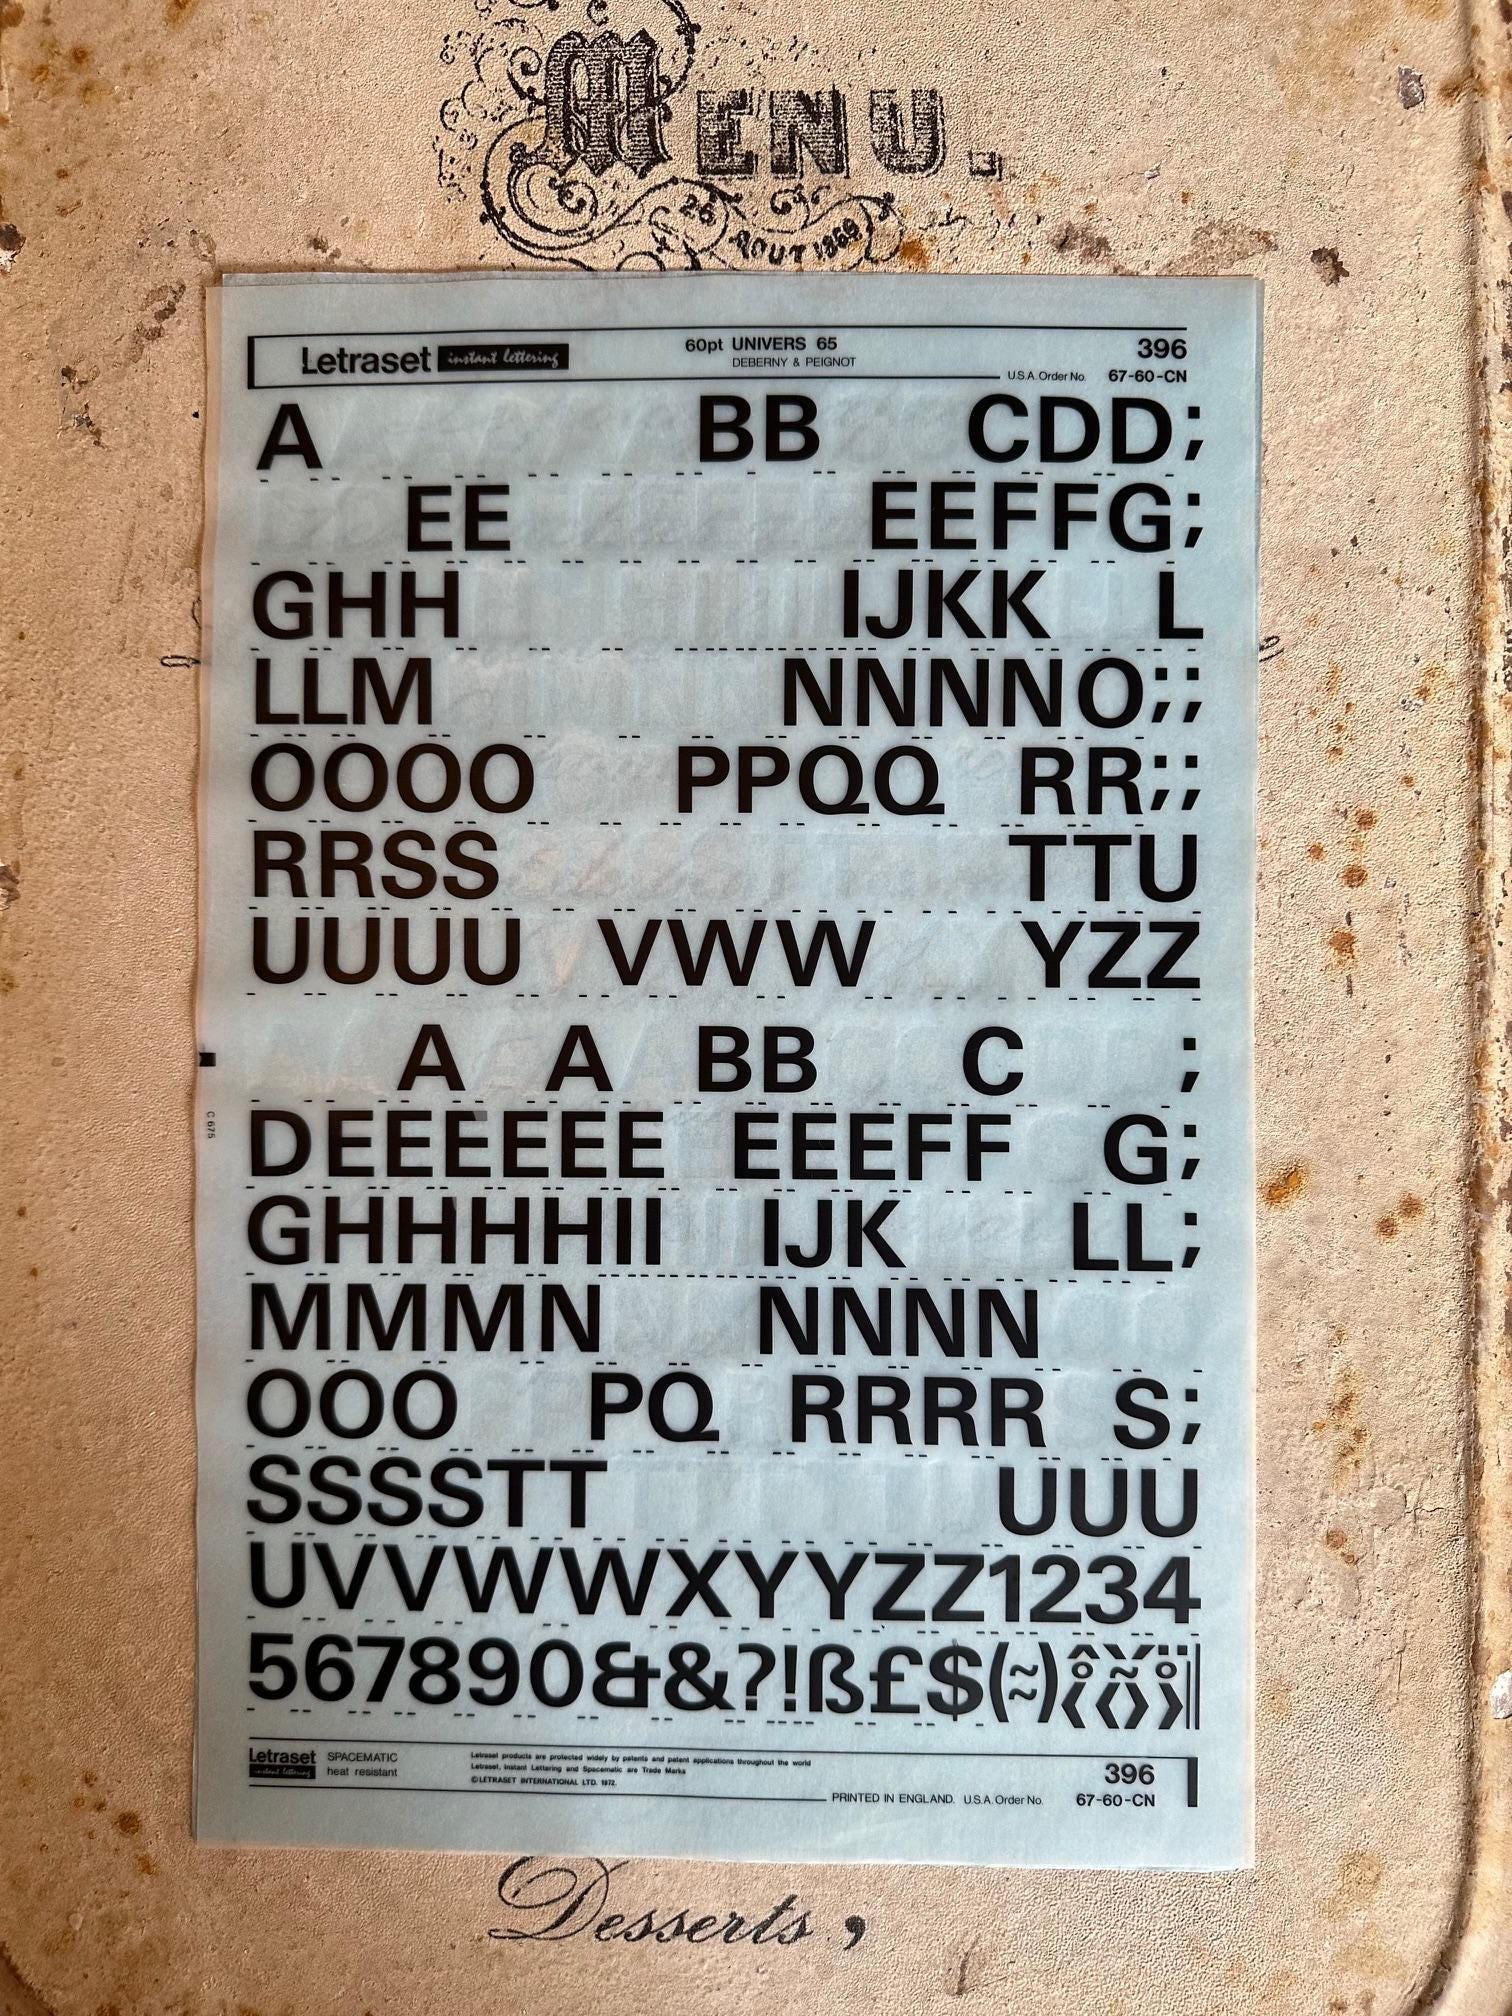 MENU.
26 AOUT 1869
Letraset instant lettering 60pt UNIVERS 65 396
DEBERNY & PEIGNOT
U.S.A. Order No. 67-60-CN
A BB CDD;
EE EEFFG;
GHH IJKK L
LLM NNNNO;;
OOOO PPQQ RR;;
RRSS TTU
UUUU VWW YZZ
A A BB C ;
DEEEEEE EEEFF G;
GHHHHII IJK LL;
MMMN NNNN
OOO PQ RRRR S;
SSSSTT UUU
UVVWWXYYZZ1234
567890&&?!ß£$(~~)
C 675
Letraset SPACEMATIC
instant lettering heat resistant
Letraset products are protected widely by patents and patent applications throughout the world
Letraset, Instant Lettering and Spacematic are Trade Marks
© LETRASET INTERNATIONAL LTD. 1972.
396
PRINTED IN ENGLAND. U.S.A. Order No. 67-60-CN
Desserts,